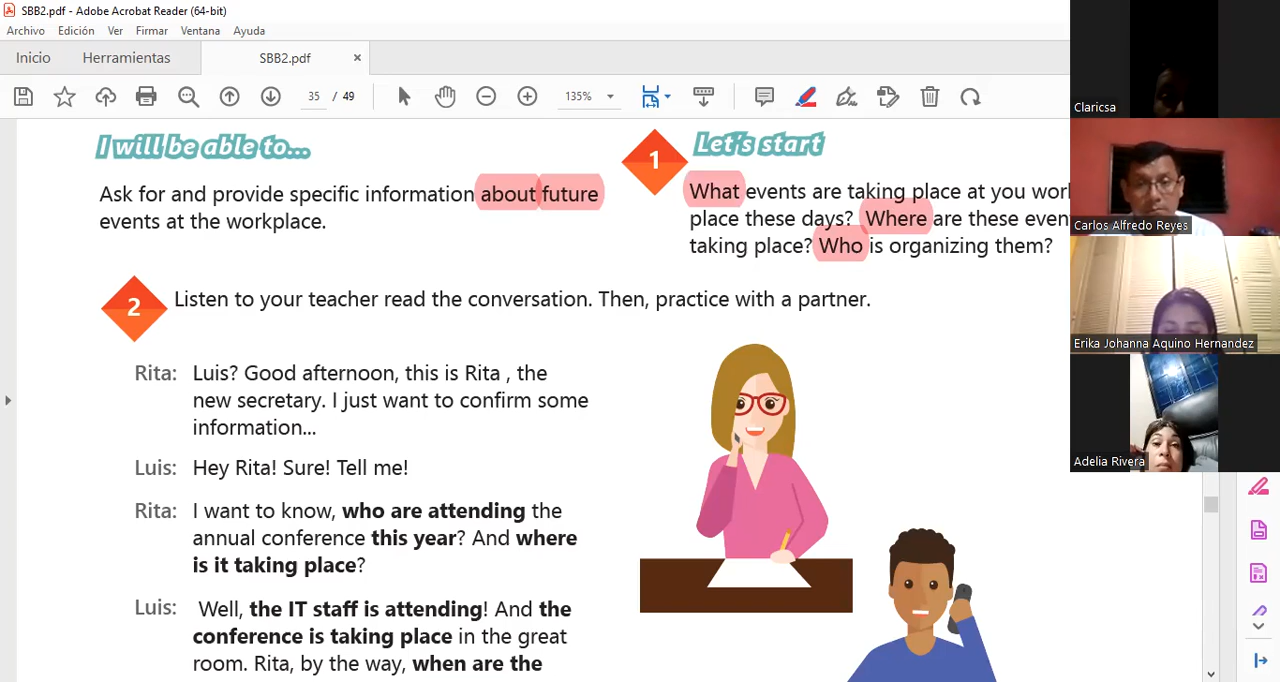 SBB2.pdf - Adobe Acrobat Reader (64-bit)
Archivo Edición Ver Firmar Ventana Ayuda
Inicio Herramientas SBB2.pdf ×
35 / 49 135%
I will be able to...
Ask for and provide specific information about future
events at the workplace.
1 Let's start
What events are taking place at you wor
place these days? Where are these even
taking place? Who is organizing them?
2 Listen to your teacher read the conversation. Then, practice with a partner.
Rita: Luis? Good afternoon, this is Rita , the
new secretary. I just want to confirm some
information...
Luis: Hey Rita! Sure! Tell me!
Rita: I want to know, who are attending the
annual conference this year? And where
is it taking place?
Luis: Well, the IT staff is attending! And the
conference is taking place in the great
room. Rita, by the way, when are the
Claricsa
Carlos Alfredo Reyes
Erika Johanna Aquino Hernandez
Adelia Rivera